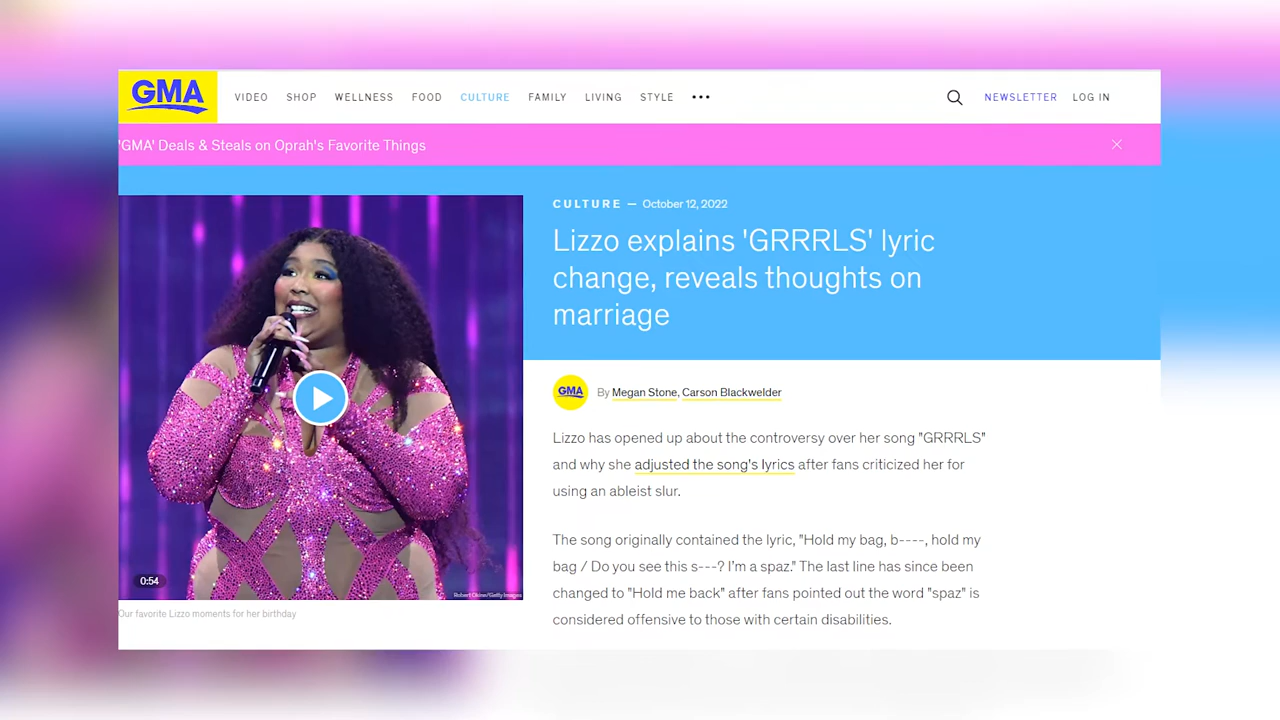 GMA
VIDEO SHOP WELLNESS FOOD CULTURE FAMILY LIVING STYLE •••
NEWSLETTER LOG IN
'GMA' Deals & Steals on Oprah's Favorite Things
CULTURE — October 12, 2022
Lizzo explains 'GRRRLS' lyric
change, reveals thoughts on
marriage
GMA
By Megan Stone, Carson Blackwelder
Lizzo has opened up about the controversy over her song "GRRRLS"
and why she adjusted the song's lyrics after fans criticized her for
using an ableist slur.
The song originally contained the lyric, "Hold my bag, b----, hold my
bag / Do you see this s---? I'm a spaz." The last line has since been
changed to "Hold me back" after fans pointed out the word "spaz" is
considered offensive to those with certain disabilities.
0:54
Our favorite Lizzo moments for her birthday